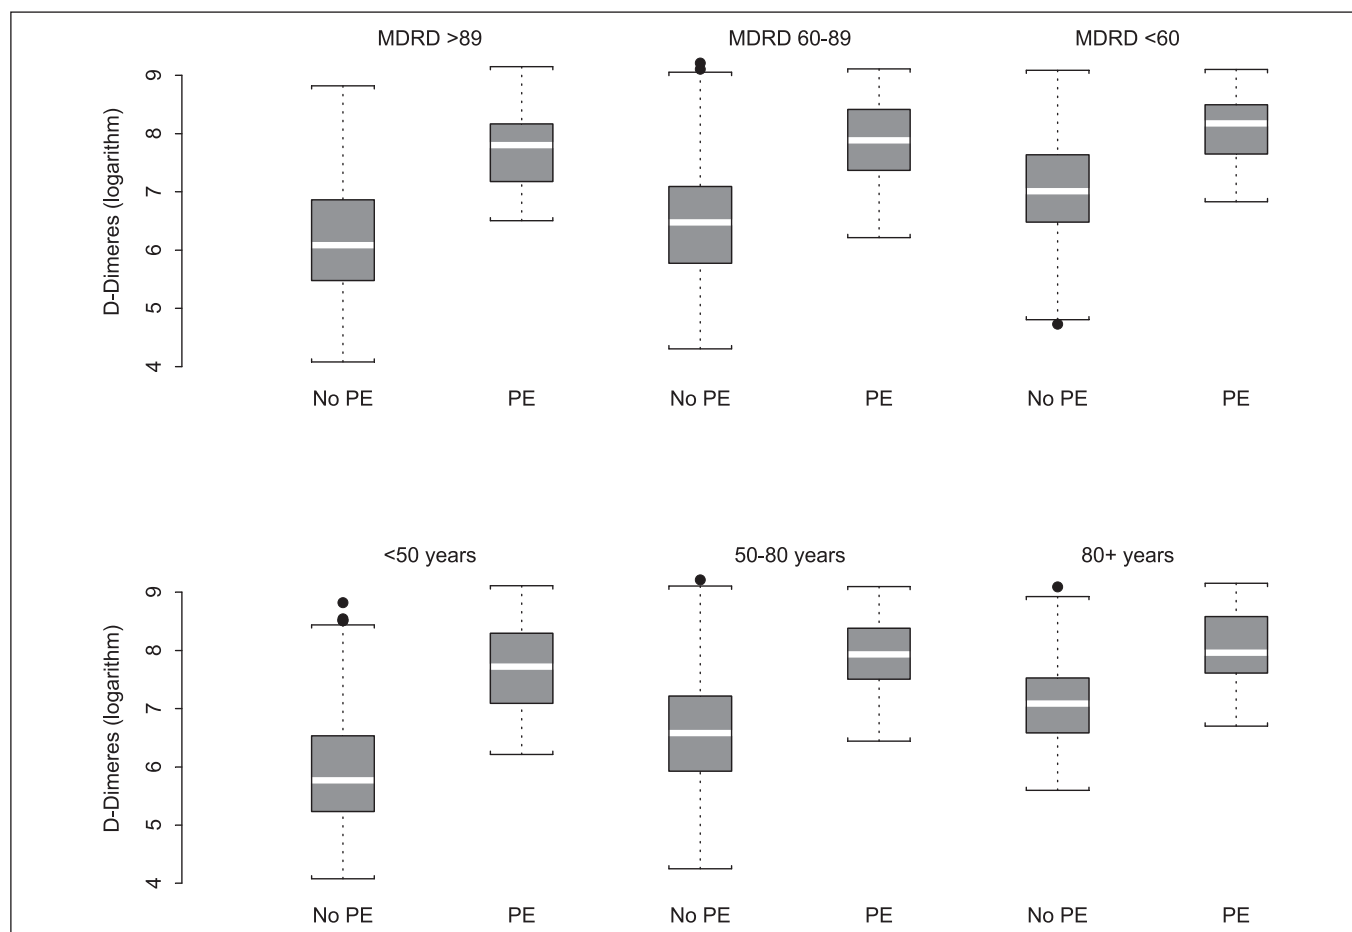 MDRD >89 MDRD 60-89 MDRD <60
D-Dimeres (logarithm)
9
8
7
6
5
4
No PE PE No PE PE No PE PE
<50 years 50-80 years 80+ years
D-Dimeres (logarithm)
9
8
7
6
5
4
No PE PE No PE PE No PE PE